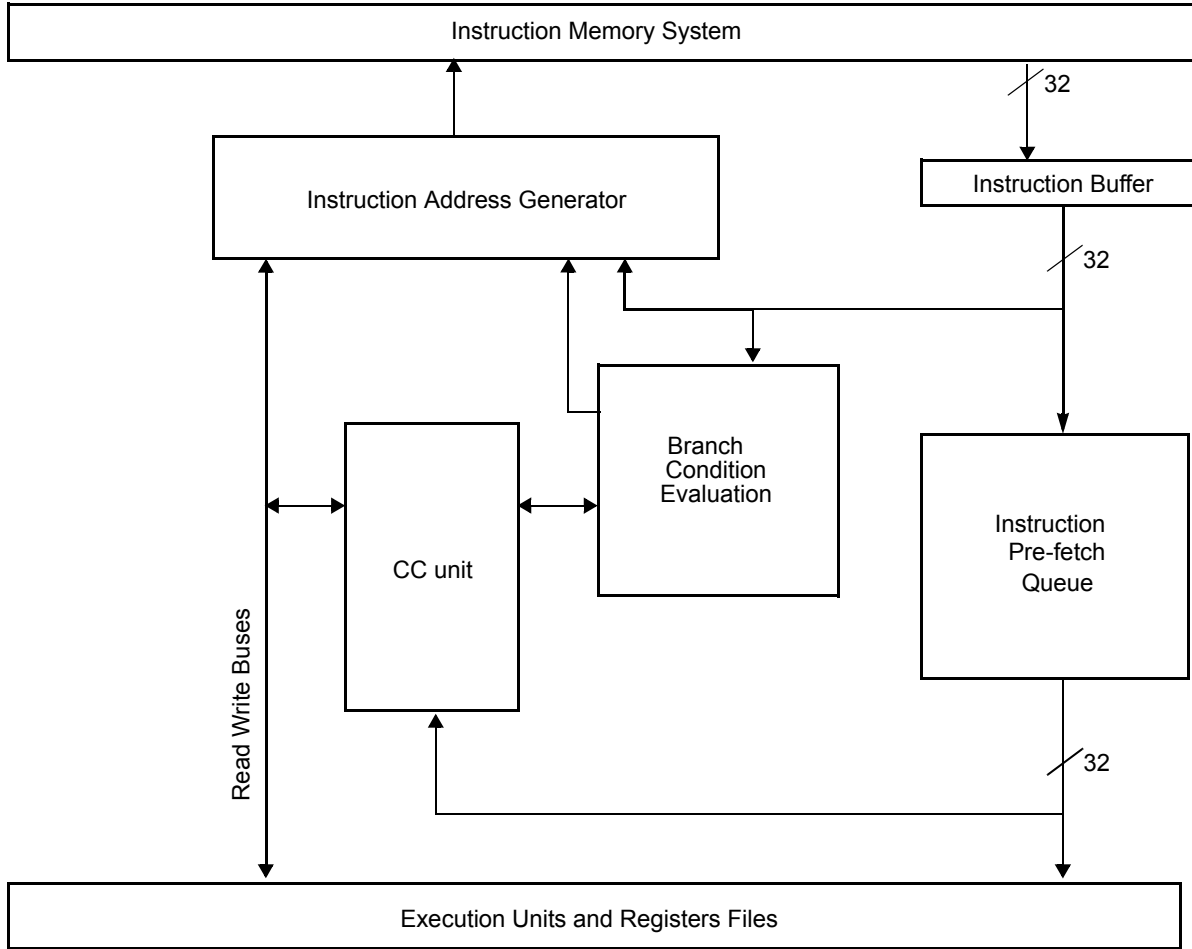 Instruction Memory System
32
Instruction Address Generator
Instruction Buffer
32
Branch
Condition
Evaluation
Instruction
Pre-fetch
Queue
CC unit
Read Write Buses
32
Execution Units and Registers Files